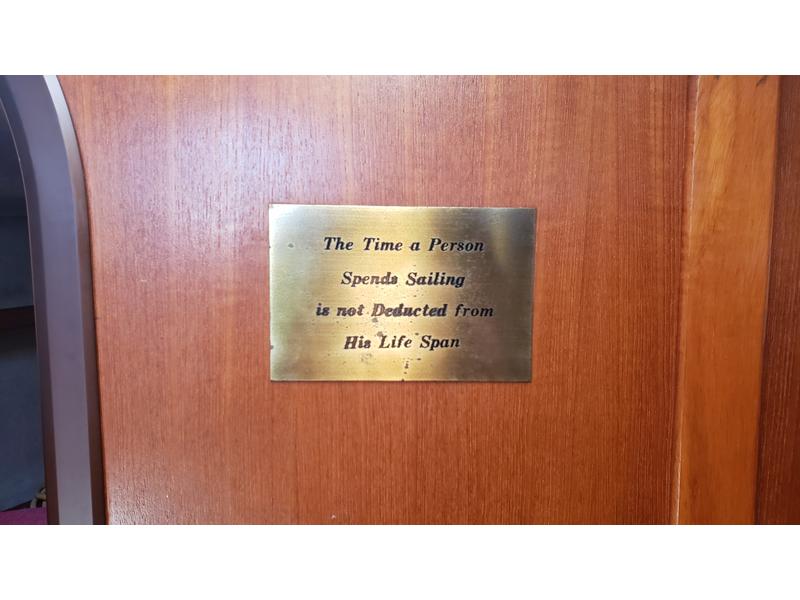 The Time a Person
Spends Sailing
is not Deducted from
His Life Span